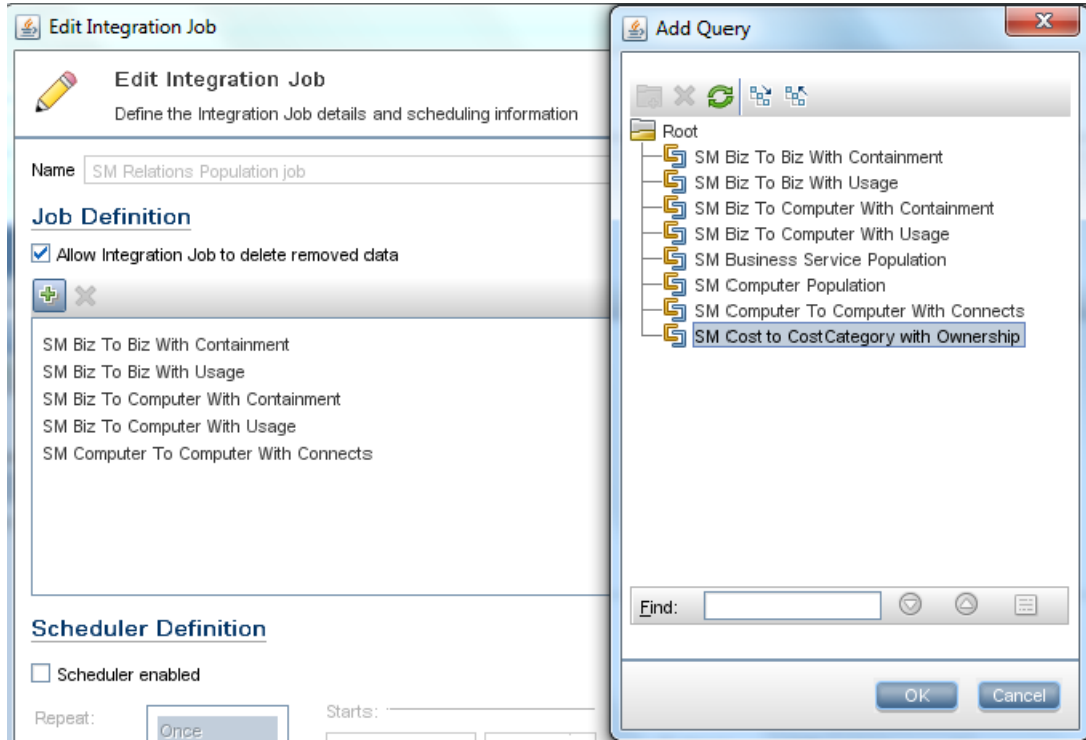 Edit Integration Job
Edit Integration Job
Define the Integration Job details and scheduling information
Name SM Relations Population job
Job Definition
Allow Integration Job to delete removed data
SM Biz To Biz With Containment
SM Biz To Biz With Usage
SM Biz To Computer With Containment
SM Biz To Computer With Usage
SM Computer To Computer With Connects
Scheduler Definition
Scheduler enabled
Repeat:
Once
Starts:
Add Query
Root
SM Biz To Biz With Containment
SM Biz To Biz With Usage
SM Biz To Computer With Containment
SM Biz To Computer With Usage
SM Business Service Population
SM Computer Population
SM Computer To Computer With Connects
SM Cost to CostCategory with Ownership
Find:
OK Cancel